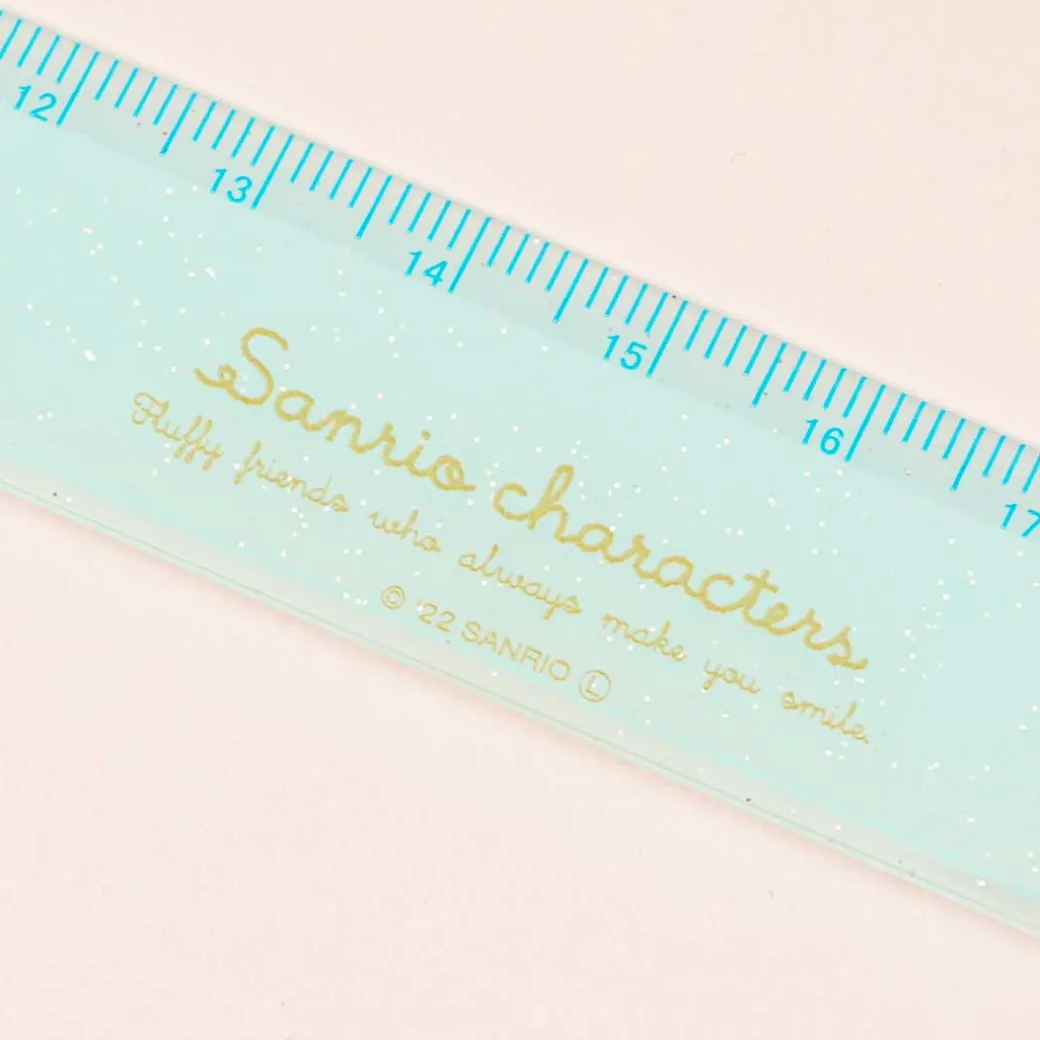 12 13 14 15 16 17
Sanrio characters
Fluffy friends who always make you smile.
© '22 SANRIO Ⓛ